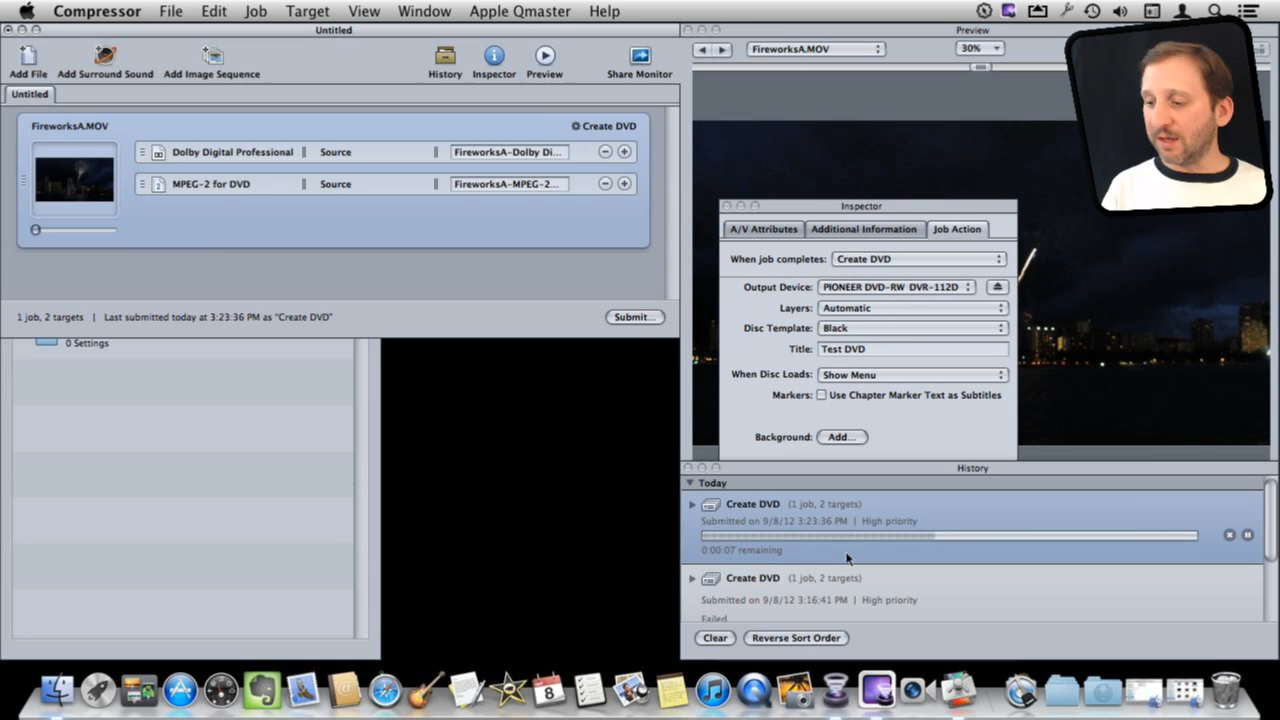 Compressor File Edit Job Target View Window Apple Qmaster Help
Untitled
Add File Add Surround Sound Add Image Sequence History Inspector Preview Share Monitor
Untitled
FireworksA.MOV Create DVD
Dolby Digital Professional Source FireworksA-Dolby Di...
MPEG-2 for DVD Source FireworksA-MPEG-2...
1 job, 2 targets | Last submitted today at 3:23:36 PM as "Create DVD" Submit...
0 Settings
Preview
FireworksA.MOV 30%
Inspector
A/V Attributes Additional Information Job Action
When job completes: Create DVD
Output Device: PIONEER DVD-RW DVR-112D
Layers: Automatic
Disc Template: Black
Title: Test DVD
When Disc Loads: Show Menu
Markers: Use Chapter Marker Text as Subtitles
Background: Add...
History
Today
Create DVD (1 job, 2 targets)
Submitted on 9/8/12 3:23:36 PM | High priority
0:00:07 remaining
Create DVD (1 job, 2 targets)
Submitted on 9/8/12 3:16:41 PM | High priority
Failed
Clear Reverse Sort Order
8